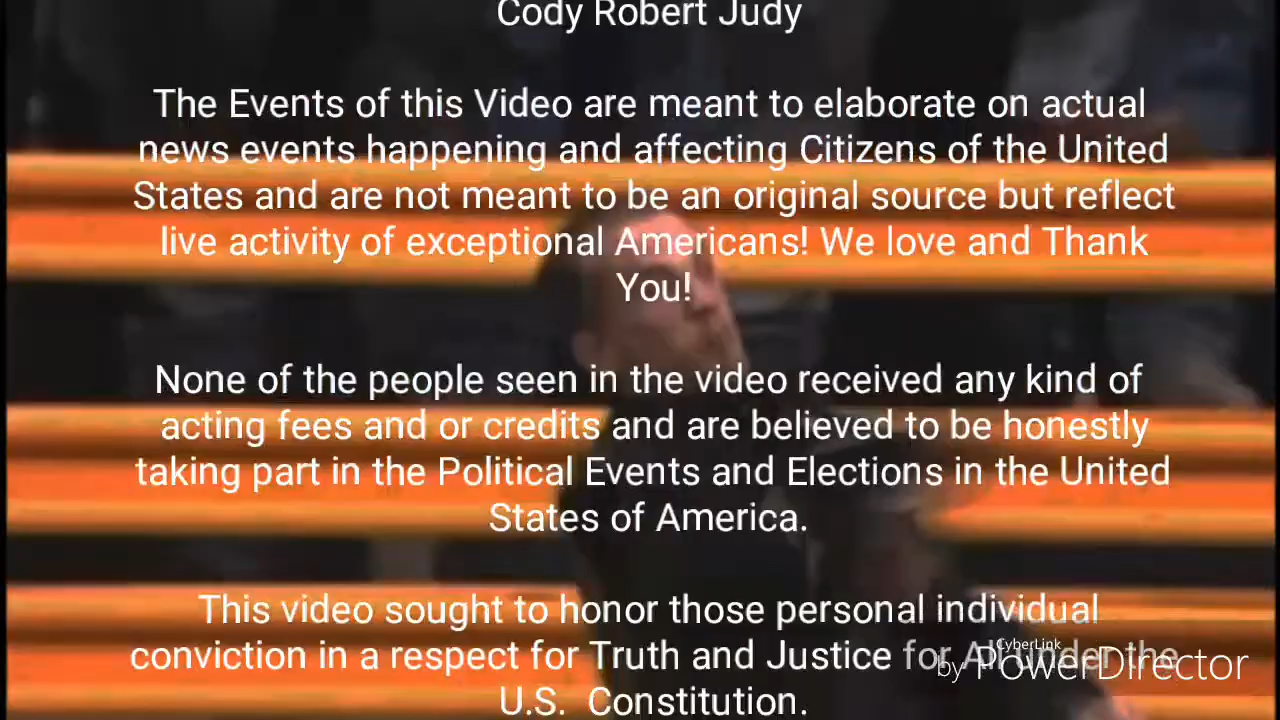 Cody Robert Judy
The Events of this Video are meant to elaborate on actual
news events happening and affecting Citizens of the United
States and are not meant to be an original source but reflect
live activity of exceptional Americans! We love and Thank
You!
None of the people seen in the video received any kind of
acting fees and or credits and are believed to be honestly
taking part in the Political Events and Elections in the United
States of America.
This video sought to honor those personal individual
conviction in a respect for Truth and Justice for All under the
U.S. Constitution.
by CyberLink PowerDirector